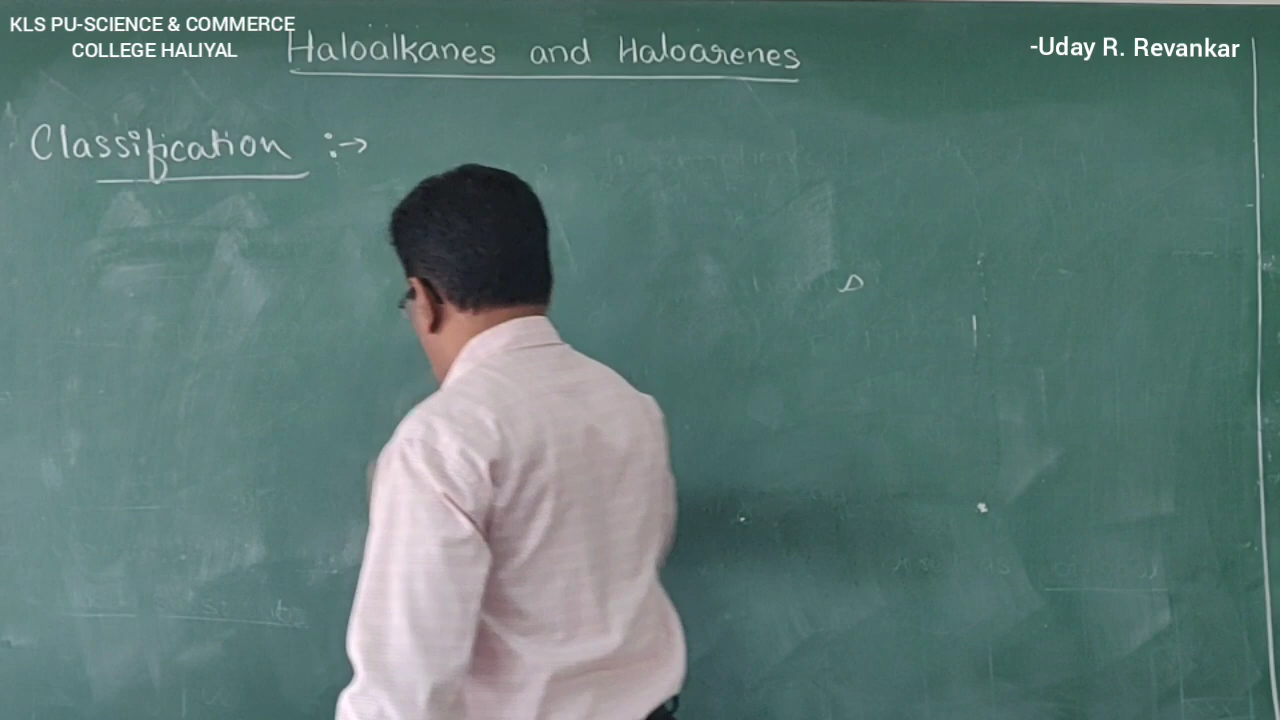 KLS PU-SCIENCE & COMMERCE
COLLEGE HALIYAL
Haloalkanes and Haloarenes
-Uday R. Revankar
Classification :→